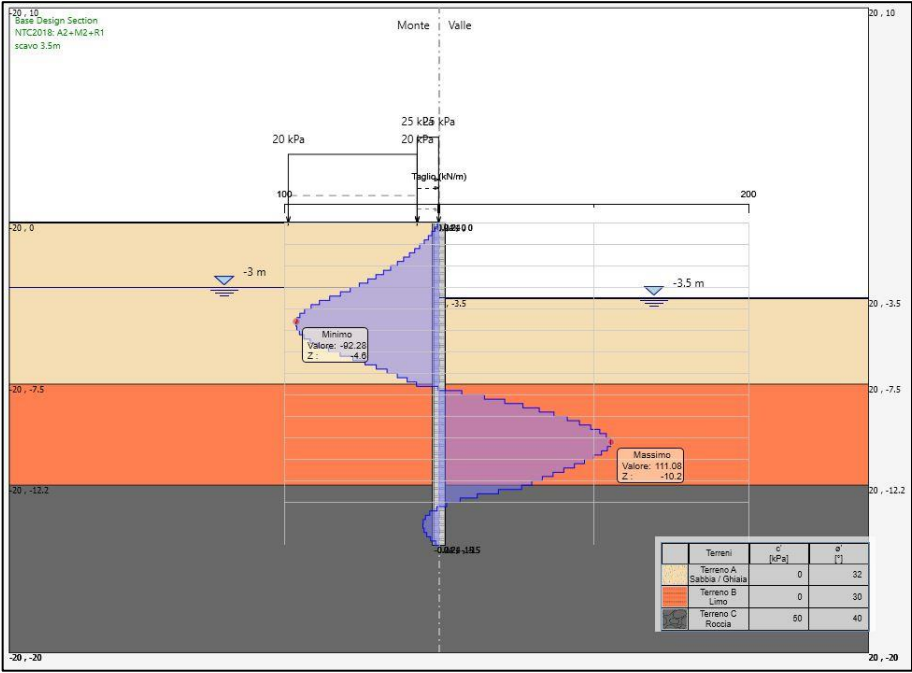 -20 , 10
20 , 10
Base Design Section
NTC2018: A2+M2+R1
scavo 3.5m
Monte
Valle
25 kPa
20 kPa
20 kPa
Taglio (kN/m)
100
200
-20 , 0
-3 m
-3.5 m
, -3.5
20 , -3.5
Minimo
Valore: -92.28
Z : -4.6
-20 , -7.5
20 , -7.5
Massimo
Valore: 111.08
Z : -10.2
-20 , -12.2
20 , -12.2
Terreni c' [kPa] ø' [°]
Terreno A
Sabbia / Ghiaia 0 32
Terreno B
Limo 0 30
Terreno C
Roccia 50 40
-20 , -20
20 , -20